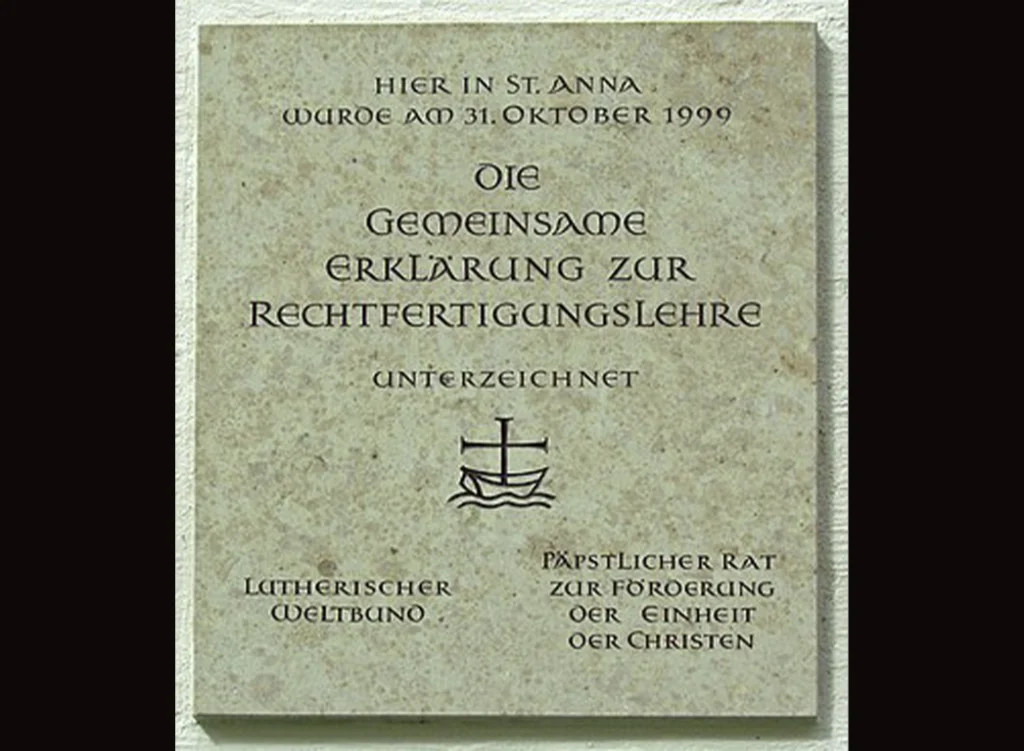 HIER IN ST. ANNA
WURDE AM 31. OKTOBER 1999
DIE
GEMEINSAME
ERKLÄRUNG ZUR
RECHTFERTIGUNGSLEHRE
UNTERZEICHNET
LUTHERISCHER
WELTBUND
PÄPSTLICHER RAT
ZUR FÖRDERUNG
DER EINHEIT
DER CHRISTEN